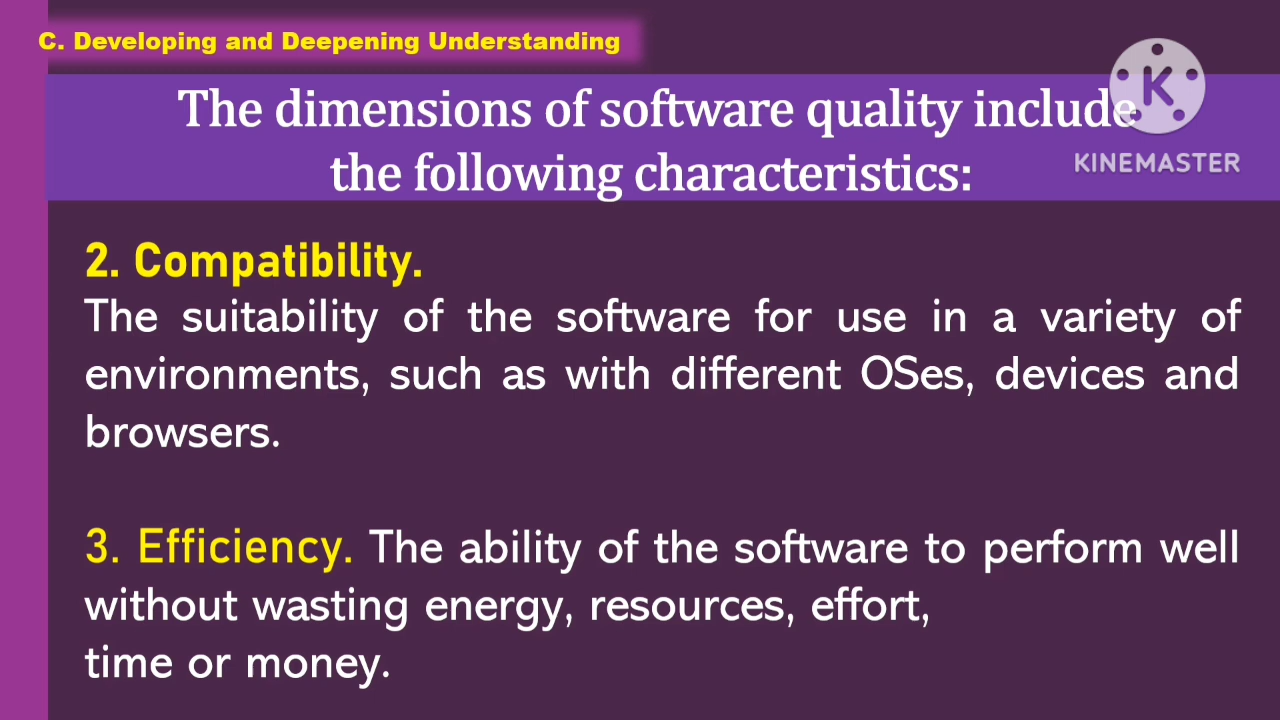 C. Developing and Deepening Understanding
The dimensions of software quality include
the following characteristics:
K
KINEMASTER
2. Compatibility.
The suitability of the software for use in a variety of
environments, such as with different OSes, devices and
browsers.
3. Efficiency. The ability of the software to perform well
without wasting energy, resources, effort,
time or money.